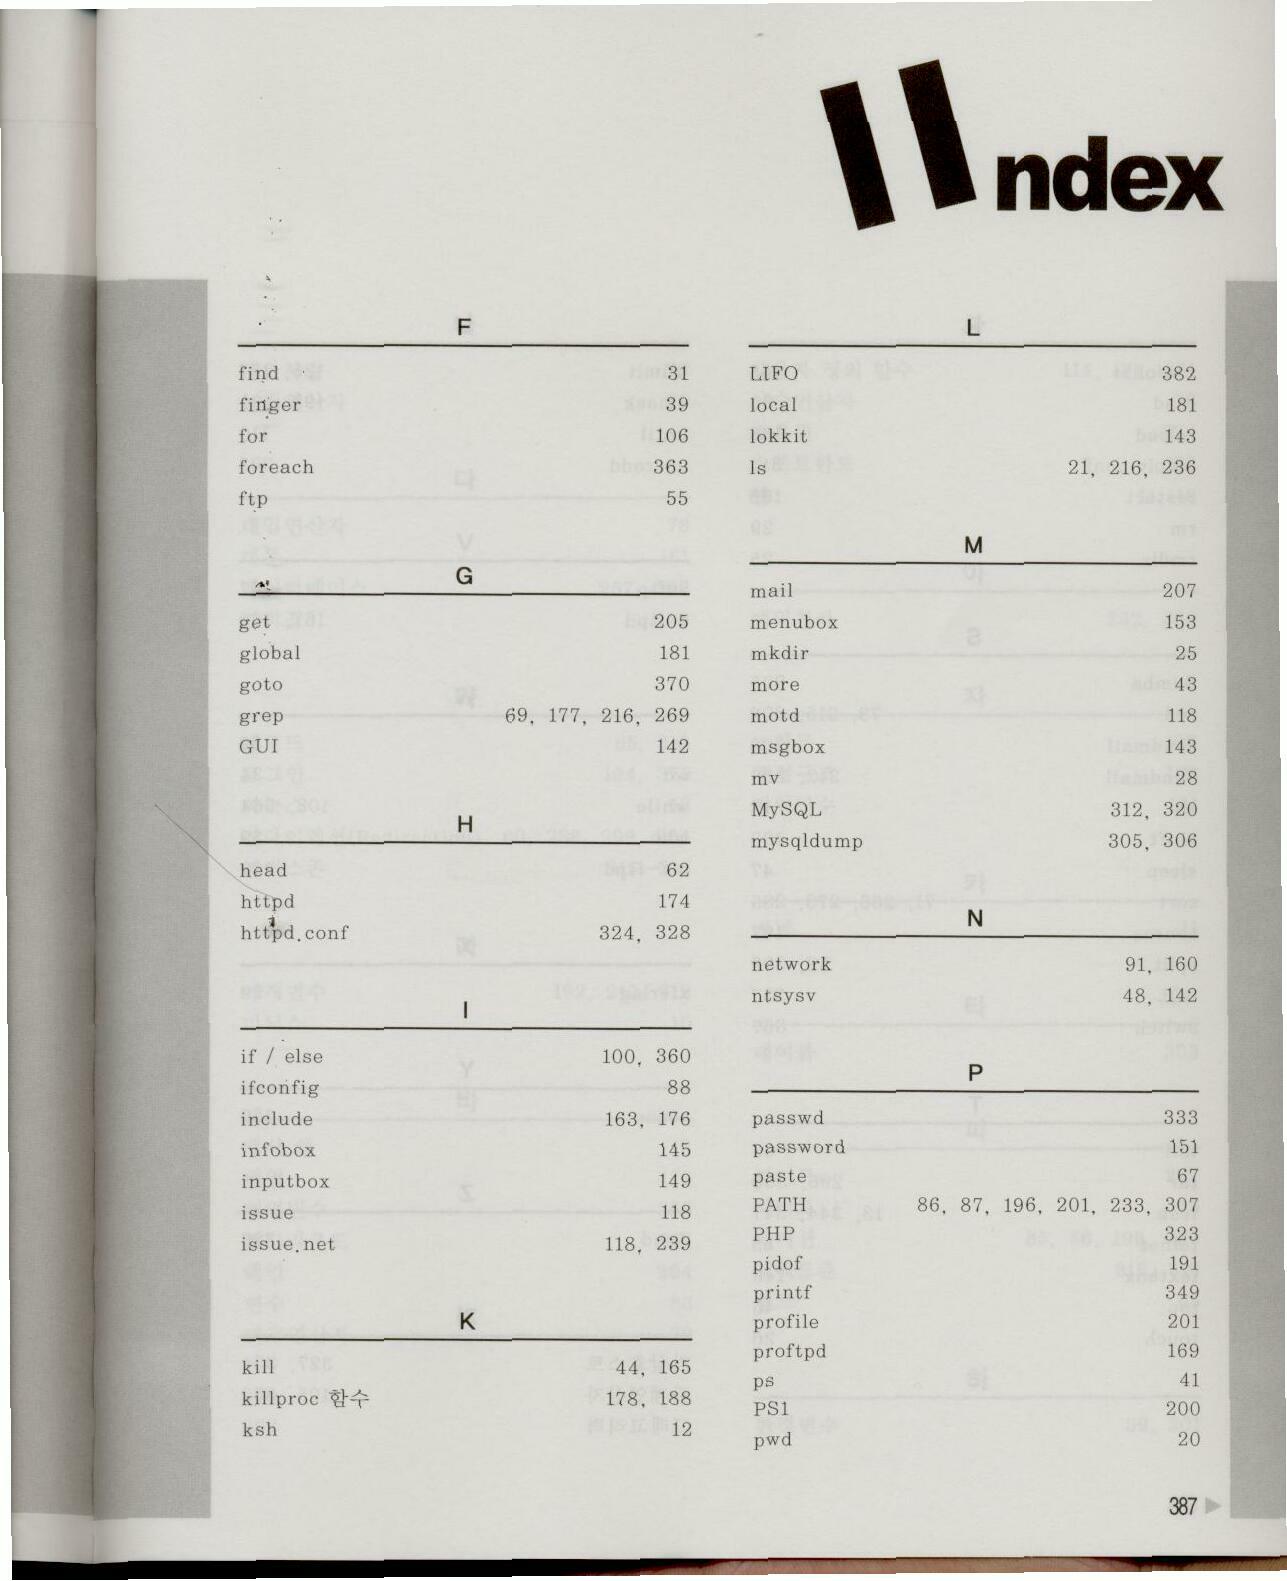 Index
F
find 31
finger 39
for 106
foreach 363
ftp 55
G
get 205
global 181
goto 370
grep 69, 177, 216, 269
GUI 142
H
head 62
httpd 174
httpd.conf 324, 328
I
if / else 100, 360
ifconfig 88
include 163, 176
infobox 145
inputbox 149
issue 118
issue.net 118, 239
K
kill 44, 165
killproc 함수 178, 188
ksh 12
L
LIFO 382
local 181
lokkit 143
ls 21, 216, 236
M
mail 207
menubox 153
mkdir 25
more 43
motd 118
msgbox 143
mv 28
MySQL 312, 320
mysqldump 305, 306
N
network 91, 160
ntsysv 48, 142
P
passwd 333
password 151
paste 67
PATH 86, 87, 196, 201, 233, 307
PHP 323
pidof 191
printf 349
profile 201
proftpd 169
ps 41
PS1 200
pwd 20
387